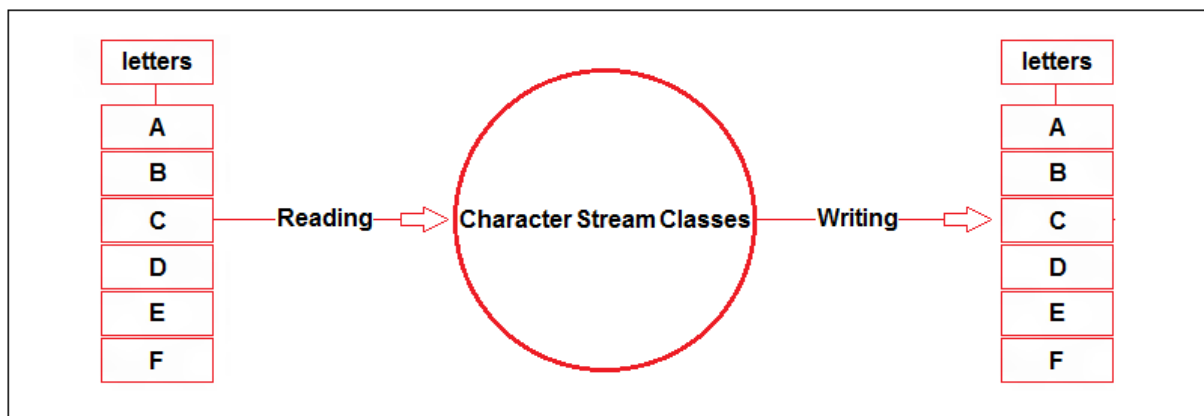 letters
A
B
C
D
E
F
Reading
Character Stream Classes
Writing
letters
A
B
C
D
E
F